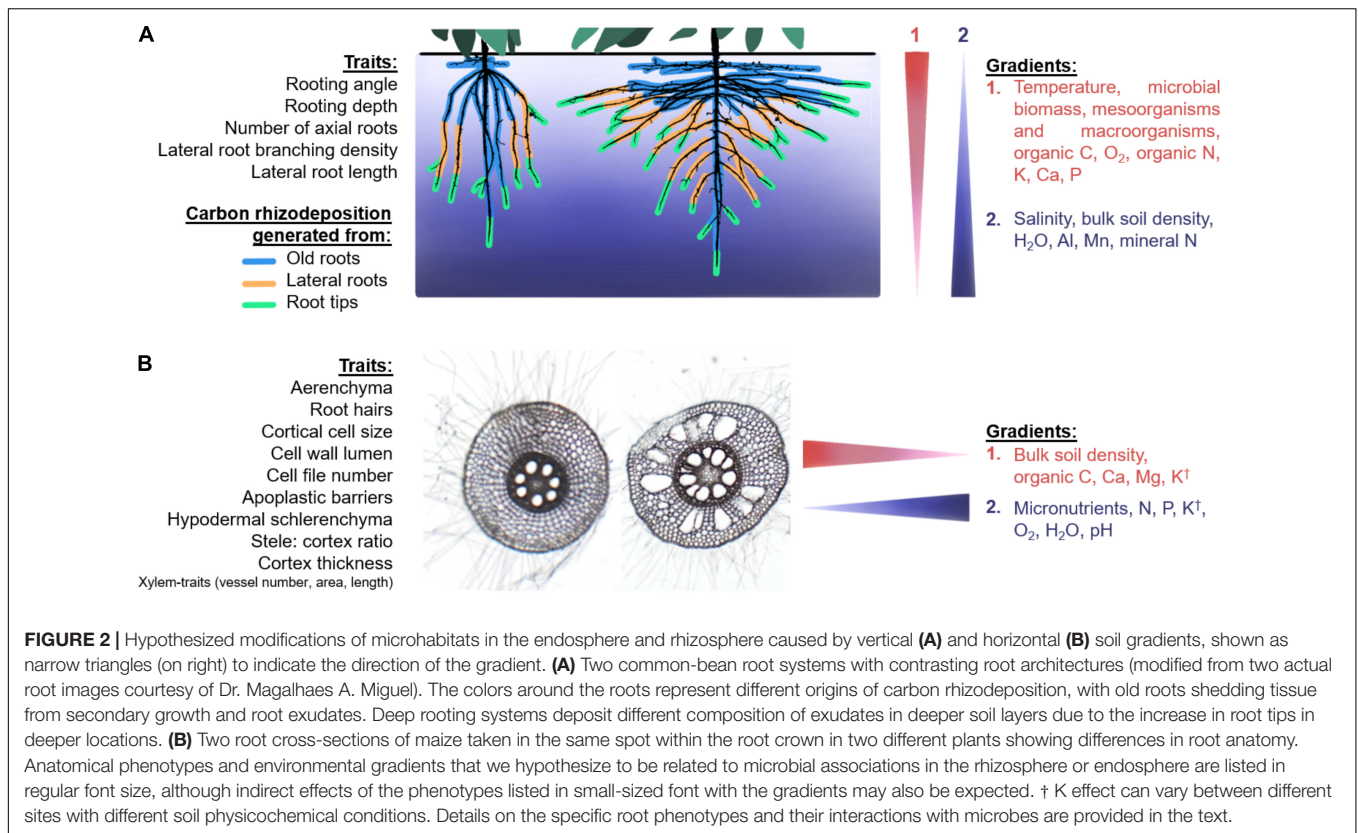 A
1
2
Traits:
Rooting angle
Rooting depth
Number of axial roots
Lateral root branching density
Lateral root length
Carbon rhizodeposition
generated from:
Old roots
Lateral roots
Root tips
Gradients:
1. Temperature, microbial
biomass, mesoorganisms
and macroorganisms,
organic C, O₂, organic N,
K, Ca, P
2. Salinity, bulk soil density,
H₂O, Al, Mn, mineral N
B
Traits:
Aerenchyma
Root hairs
Cortical cell size
Cell wall lumen
Cell file number
Apoplastic barriers
Hypodermal schlerenchyma
Stele: cortex ratio
Cortex thickness
Xylem-traits (vessel number, area, length)
Gradients:
1. Bulk soil density,
organic C, Ca, Mg, K†
2. Micronutrients, N, P, K†,
O₂, H₂O, pH
FIGURE 2 | Hypothesized modifications of microhabitats in the endosphere and rhizosphere caused by vertical (A) and horizontal (B) soil gradients, shown as
narrow triangles (on right) to indicate the direction of the gradient. (A) Two common-bean root systems with contrasting root architectures (modified from two actual
root images courtesy of Dr. Magalhaes A. Miguel). The colors around the roots represent different origins of carbon rhizodeposition, with old roots shedding tissue
from secondary growth and root exudates. Deep rooting systems deposit different composition of exudates in deeper soil layers due to the increase in root tips in
deeper locations. (B) Two root cross-sections of maize taken in the same spot within the root crown in two different plants showing differences in root anatomy.
Anatomical phenotypes and environmental gradients that we hypothesize to be related to microbial associations in the rhizosphere or endosphere are listed in
regular font size, although indirect effects of the phenotypes listed in small-sized font with the gradients may also be expected. † K effect can vary between different
sites with different soil physicochemical conditions. Details on the specific root phenotypes and their interactions with microbes are provided in the text.